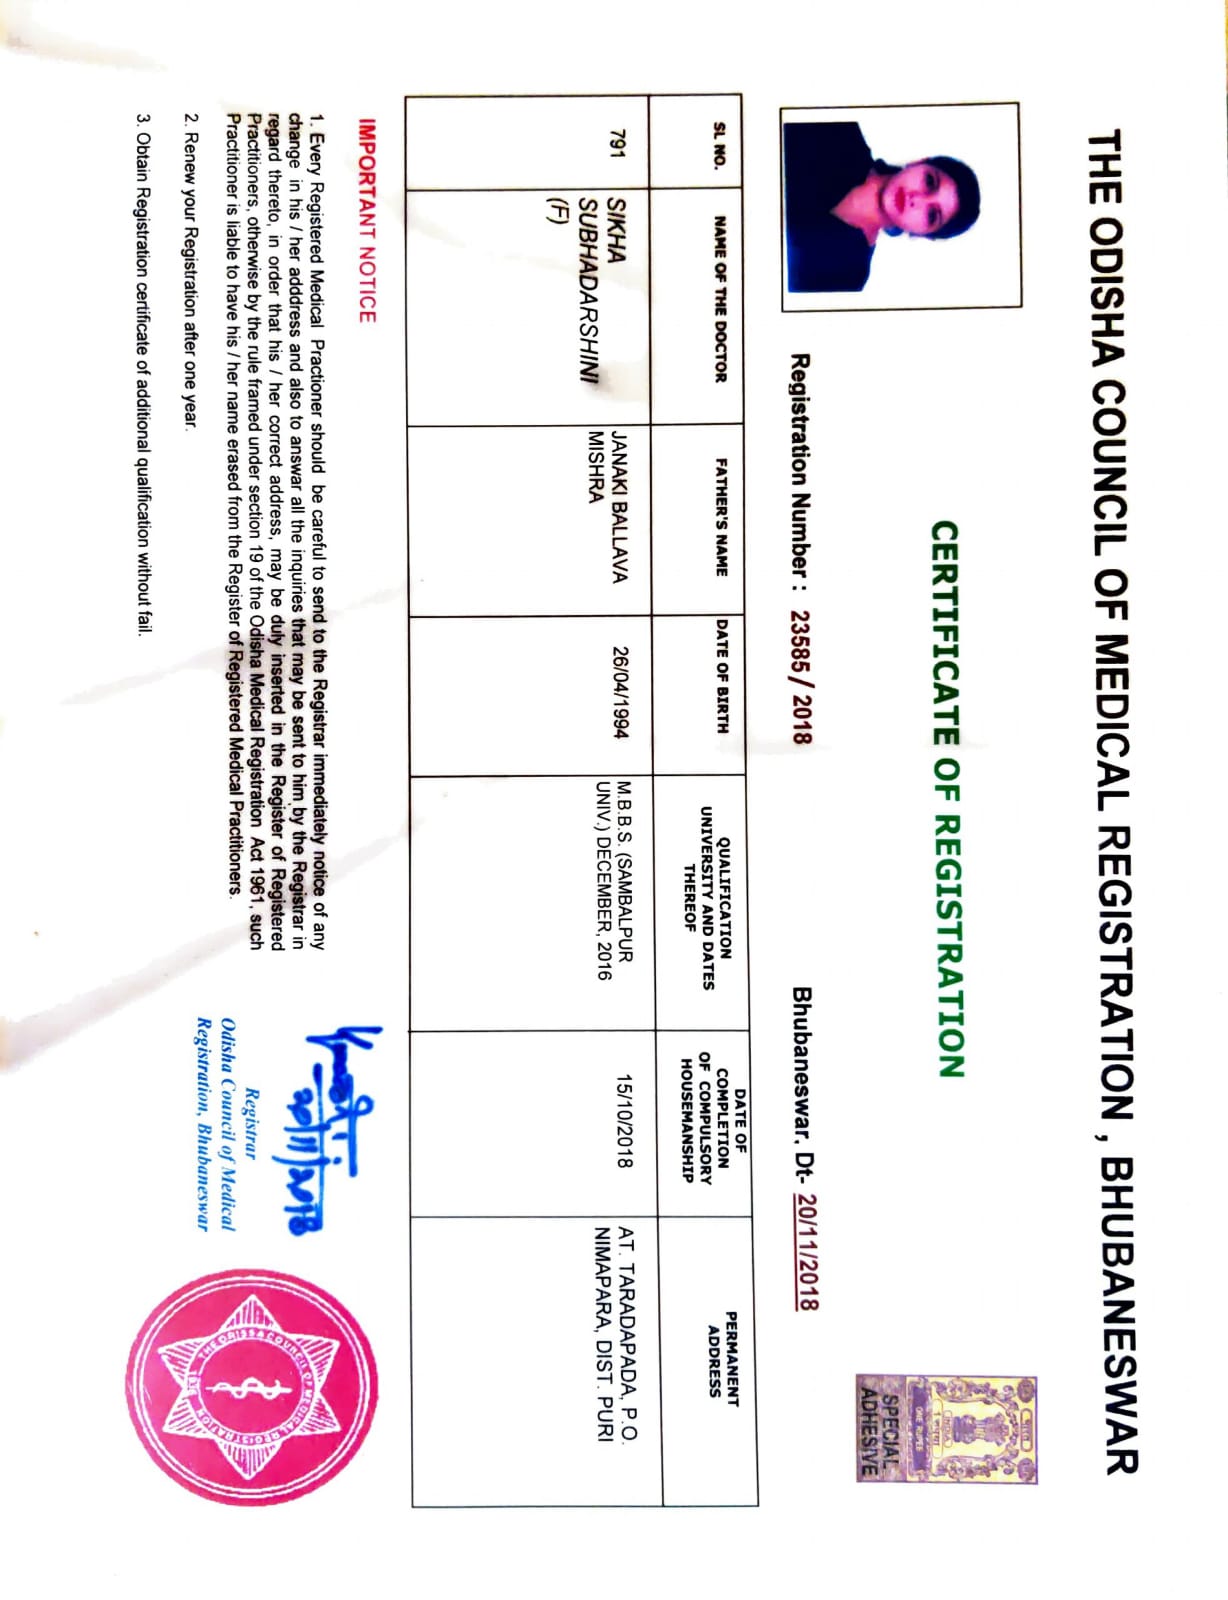 THE ODISHA COUNCIL OF MEDICAL REGISTRATION , BHUBANESWAR
CERTIFICATE OF REGISTRATION
INDIA
ONE RUPEE
SPECIAL
ADHESIVE
Registration Number : 23585 / 2018
Bhubaneswar. Dt- 20/11/2018
SL NO.
NAME OF THE DOCTOR
FATHER'S NAME
DATE OF BIRTH
QUALIFICATION
UNIVERSITY AND DATES
THEREOF
DATE OF
COMPLETION
OF COMPULSORY
HOUSEMANSHIP
PERMANENT
ADDRESS
791
SIKHA
SUBHADARSHINI
(F)
JANAKI BALLAVA
MISHRA
26/04/1994
M.B.B.S. (SAMBALPUR
UNIV.) DECEMBER, 2016
15/10/2018
AT. TARADAPADA, P.O.
NIMAPARA, DIST. PURI
IMPORTANT NOTICE
1. Every Registered Medical Practioner should be careful to send to the Registrar immediately notice of any
change in his / her adddress and also to answar all the inquiries that may be sent to him by the Registrar in
regard thereto, in order that his / her correct address, may be duly inserted in the Register of Registered
Practitioners, otherwise by the rule framed under section 19 of the Odisha Medical Registration Act 1961, such
Practitioner is liable to have his / her name erased from the Register of Registered Medical Practitioners.
2. Renew your Registration after one year.
3. Obtain Registration certificate of additional qualification without fail.
20/11/2018
Registrar
Odisha Council of Medical
Registration, Bhubaneswar
THE ORISSA COUNCIL OF MEDICAL REGISTRATION